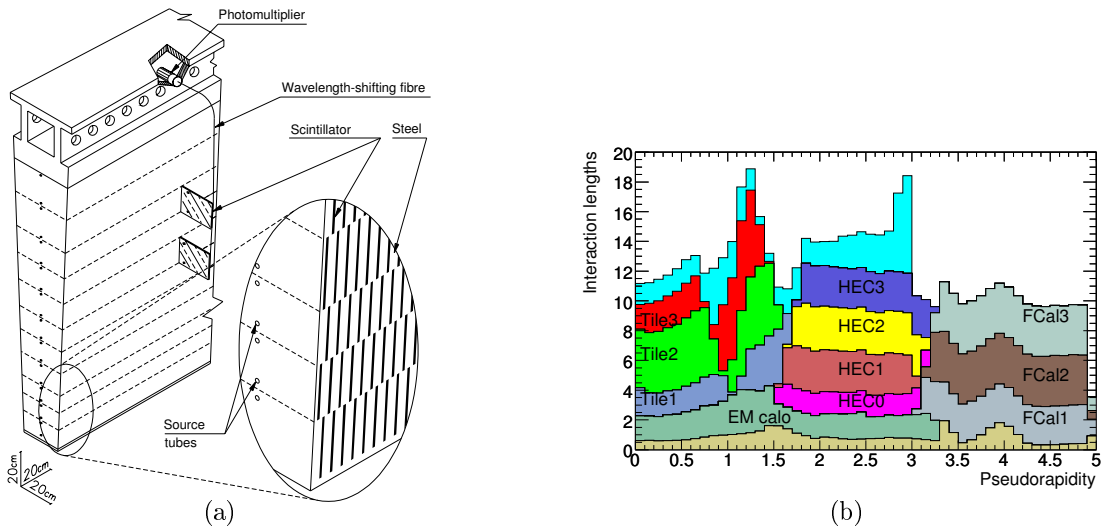 Photomultiplier
Wavelength-shifting fibre
Scintillator
Steel
Source
tubes
20cm
20cm
20cm
(a)
Interaction lengths
20
18
16
14
12
10
8
6
4
2
0
Tile3
Tile2
Tile1
EM calo
HEC3
HEC2
HEC1
HEC0
FCal3
FCal2
FCal1
0 0.5 1 1.5 2 2.5 3 3.5 4 4.5 5
Pseudorapidity
(b)